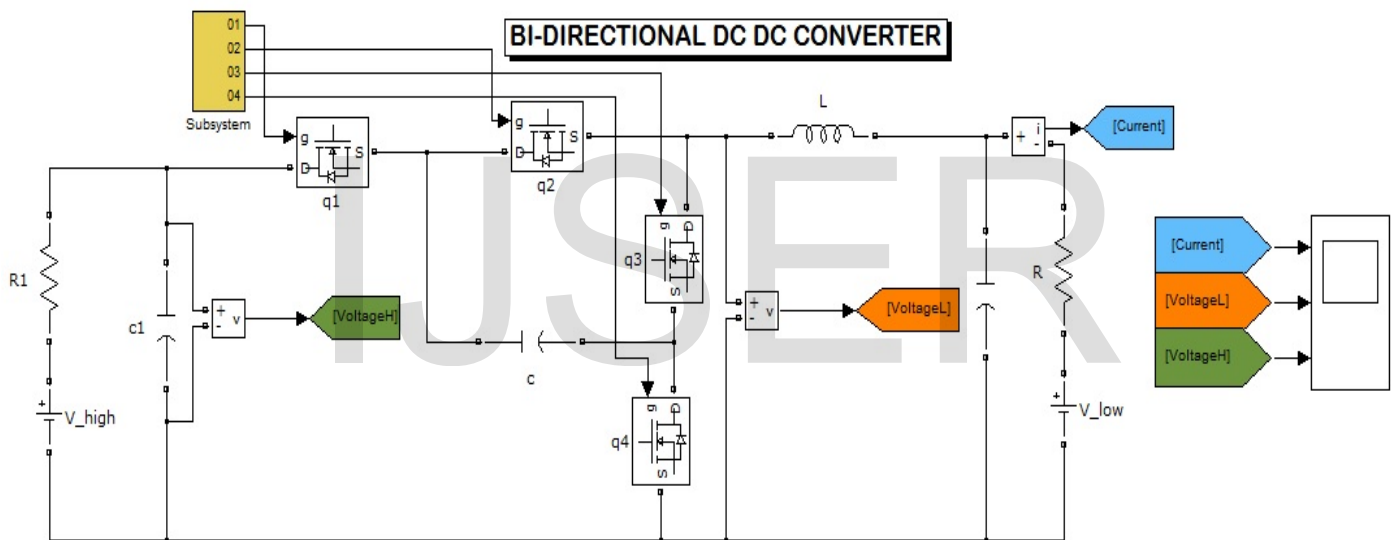 BI-DIRECTIONAL DC DC CONVERTER
01
02
03
04
Subsystem
g
D
S
q1
g
D
S
q2
L
+
i
-
[Current]
IJSER
R1
c1
+
-
v
[VoltageH]
g
D
S
q3
+
-
v
[VoltageL]
R
[Current]
[VoltageL]
[VoltageH]
c
+
V_high
g
D
S
q4
+
V_low